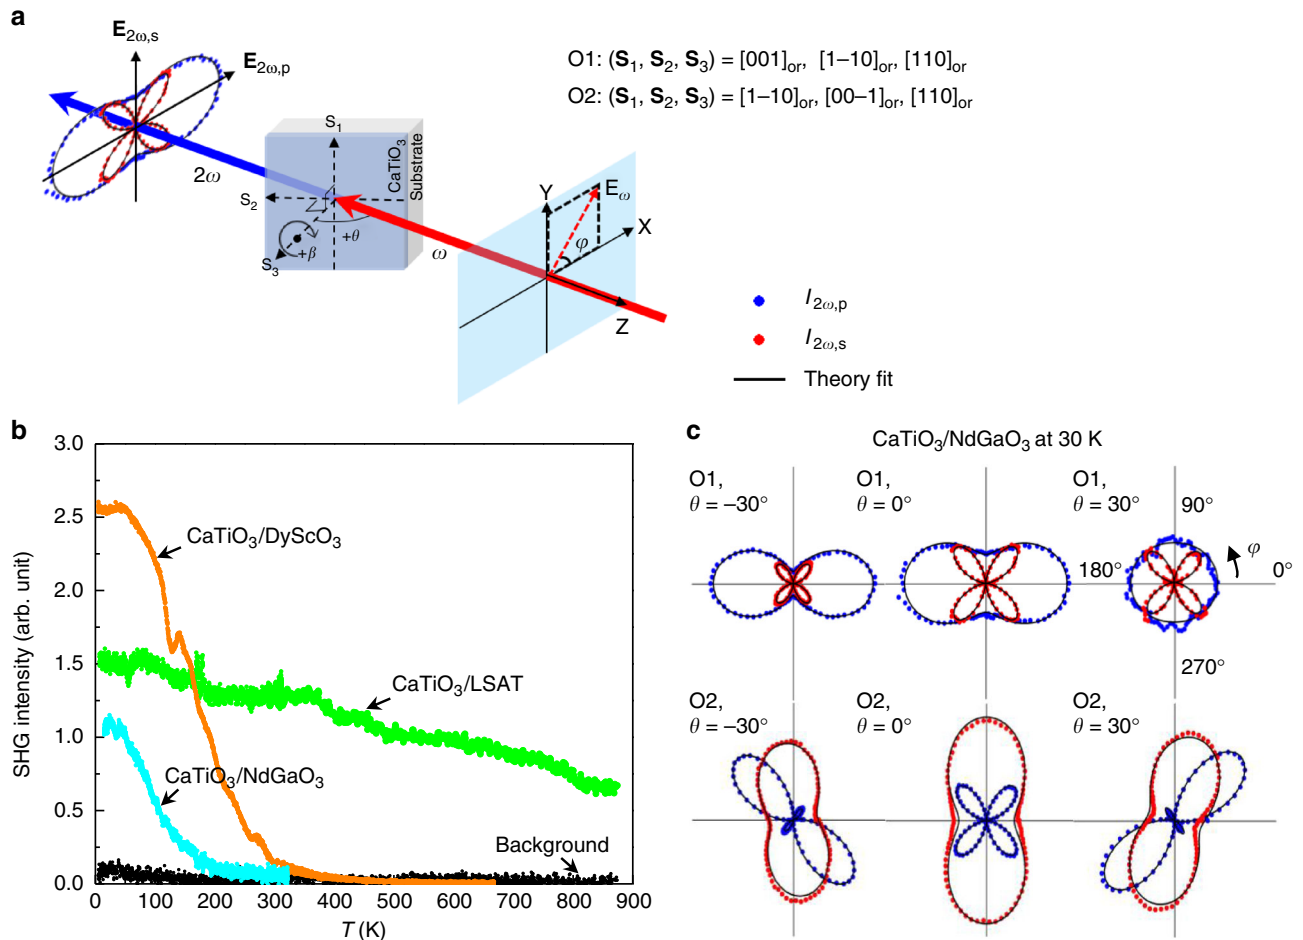 a
E2ω,s
E2ω,p
O1: (S1, S2, S3) = [001]or, [1–10]or, [110]or
O2: (S1, S2, S3) = [1–10]or, [00–1]or, [110]or
S1
CaTiO3
Substrate
2ω
S2
+θ
+β
S3
ω
Y
Eω
X
φ
Z
I2ω,p
I2ω,s
Theory fit
b
3.0
2.5
2.0
1.5
1.0
0.5
0.0
SHG intensity (arb. unit)
CaTiO3/DyScO3
CaTiO3/LSAT
CaTiO3/NdGaO3
Background
0 100 200 300 400 500 600 700 800 900
T (K)
c
CaTiO3/NdGaO3 at 30 K
O1,
θ = –30°
O1,
θ = 0°
O1,
θ = 30°
90°
180°
φ
0°
270°
O2,
θ = –30°
O2,
θ = 0°
O2,
θ = 30°